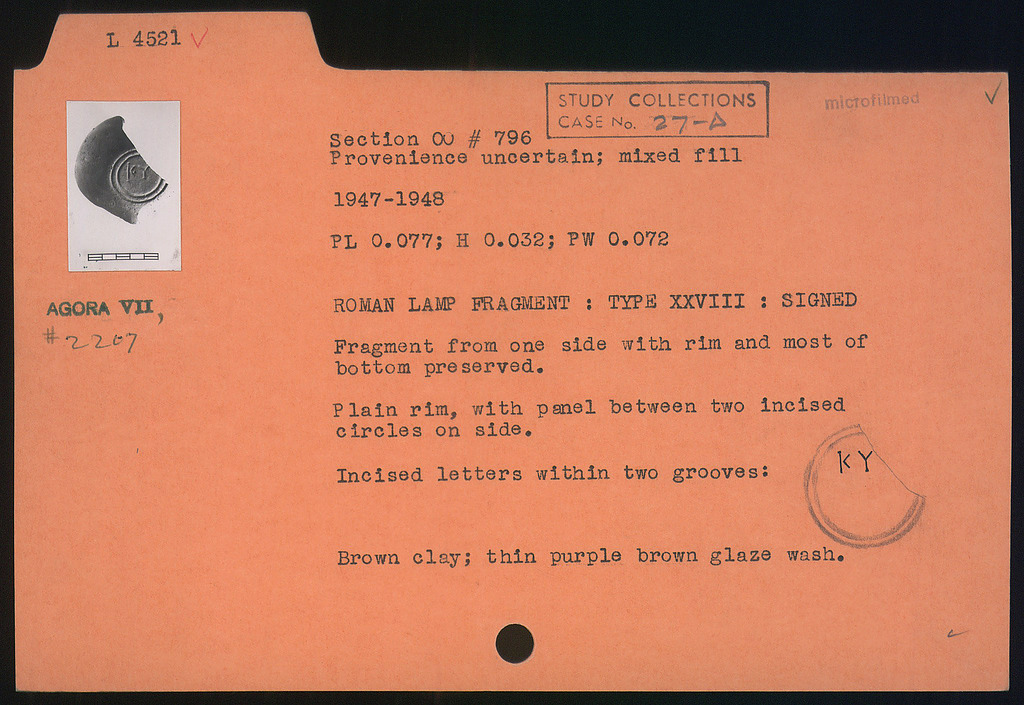 L 4521 ✓
STUDY COLLECTIONS
CASE No. 27-Δ
microfilmed ✓
Section OU # 796
Provenience uncertain; mixed fill
1947-1948
PL 0.077; H 0.032; PW 0.072
AGORA VII,
#2207
ROMAN LAMP FRAGMENT : TYPE XXVIII : SIGNED
Fragment from one side with rim and most of
bottom preserved.
Plain rim, with panel between two incised
circles on side.
Incised letters within two grooves:
KY
Brown clay; thin purple brown glaze wash.